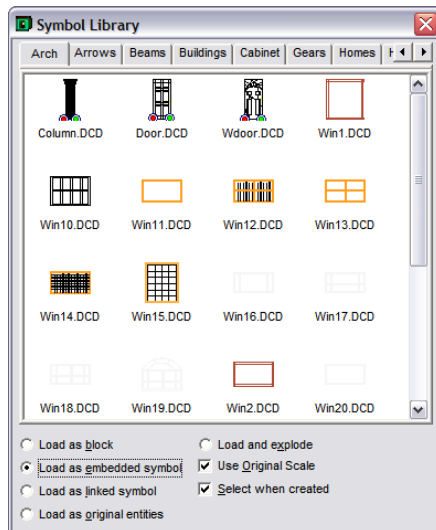 Symbol Library
Arch Arrows Beams Buildings Cabinet Gears Homes
Column.DCD Door.DCD Wdoor.DCD Win1.DCD
Win10.DCD Win11.DCD Win12.DCD Win13.DCD
Win14.DCD Win15.DCD Win16.DCD Win17.DCD
Win18.DCD Win19.DCD Win2.DCD Win20.DCD
Load as block Load and explode
Load as embedded symbol Use Original Scale
Load as linked symbol Select when created
Load as original entities